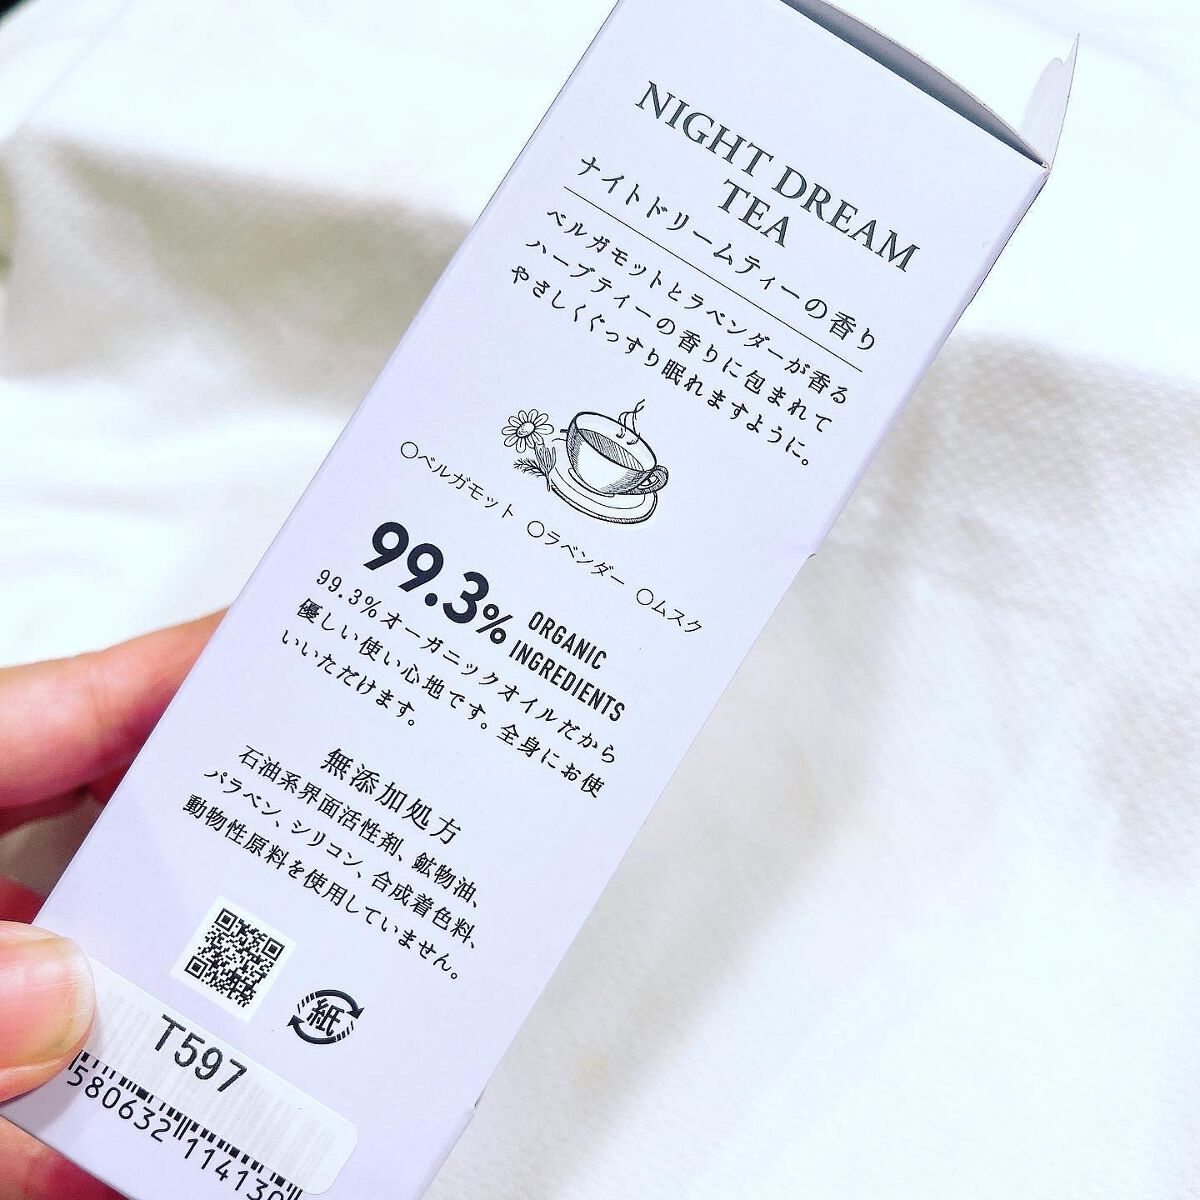 NIGHT DREAM
TEA
ナイトドリームティーの香り
ベルガモットとラベンダーが香る
ハーブティーの香りに包まれて
やさしくぐっすり眠れますように。
○ベルガモット ○ラベンダー ○ムスク
99.3% ORGANIC
INGREDIENTS
99.3%オーガニックオイルだから
優しい使い心地です。全身にお使
いいただけます。
無添加処方
石油系界面活性剤、鉱物油、
パラベン、シリコン、合成着色料、
動物性原料を使用していません。
紙
T597
580632 114130